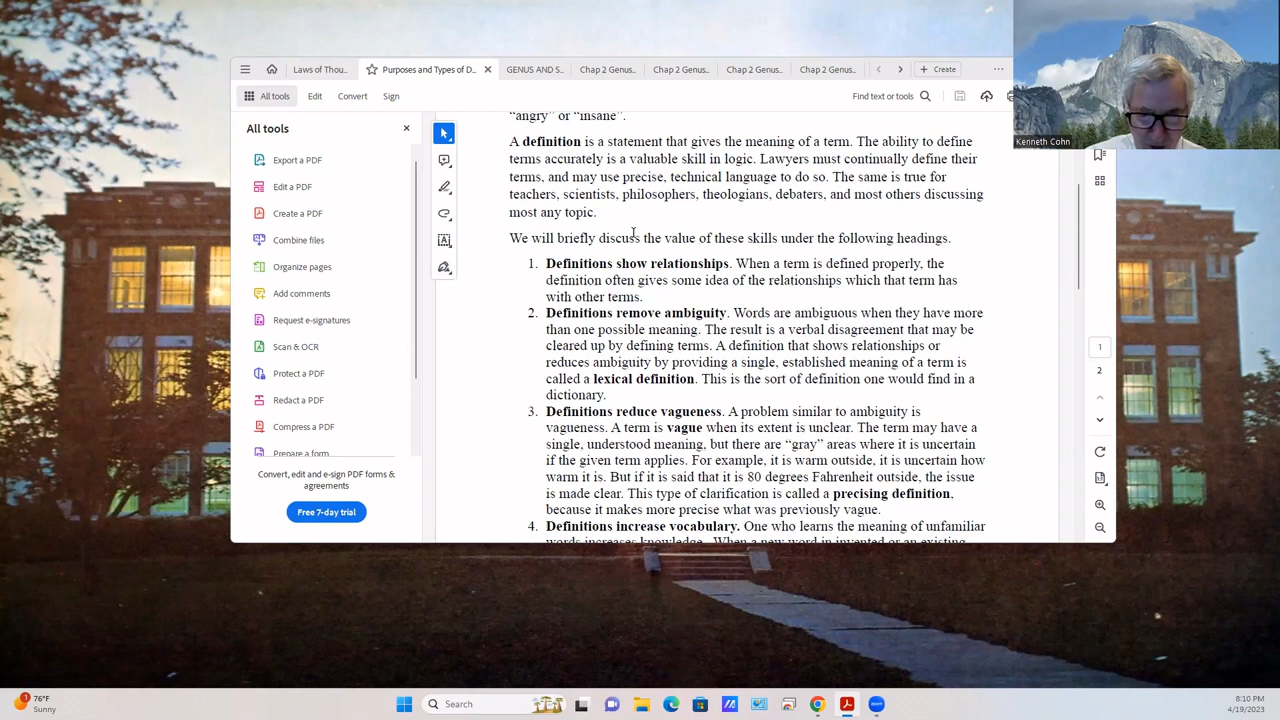 Laws of Thou...
Purposes and Types of D...
GENUS AND S...
Chap 2 Genus...
Chap 2 Genus...
Chap 2 Genus...
Chap 2 Genus...
Create
All tools
Edit
Convert
Sign
Find text or tools
All tools
Export a PDF
Edit a PDF
Create a PDF
Combine files
Organize pages
Add comments
Request e-signatures
Scan & OCR
Protect a PDF
Redact a PDF
Compress a PDF
Prepare a form
Convert, edit and e-sign PDF forms &
agreements
Free 7-day trial
“angry” or “insane”.
A definition is a statement that gives the meaning of a term. The ability to define
terms accurately is a valuable skill in logic. Lawyers must continually define their
terms, and may use precise, technical language to do so. The same is true for
teachers, scientists, philosophers, theologians, debaters, and most others discussing
most any topic.
We will briefly discuss the value of these skills under the following headings.
1. Definitions show relationships. When a term is defined properly, the
definition often gives some idea of the relationships which that term has
with other terms.
2. Definitions remove ambiguity. Words are ambiguous when they have more
than one possible meaning. The result is a verbal disagreement that may be
cleared up by defining terms. A definition that shows relationships or
reduces ambiguity by providing a single, established meaning of a term is
called a lexical definition. This is the sort of definition one would find in a
dictionary.
3. Definitions reduce vagueness. A problem similar to ambiguity is
vagueness. A term is vague when its extent is unclear. The term may have a
single, understood meaning, but there are “gray” areas where it is uncertain
if the given term applies. For example, it is warm outside, it is uncertain how
warm it is. But if it is said that it is 80 degrees Fahrenheit outside, the issue
is made clear. This type of clarification is called a precising definition,
because it makes more precise what was previously vague.
4. Definitions increase vocabulary. One who learns the meaning of unfamiliar
words increases knowledge. When a new word in invented or an existing
1
2
Kenneth Cohn
1
76°F
Sunny
Search
zoom
8:10 PM
4/19/2023